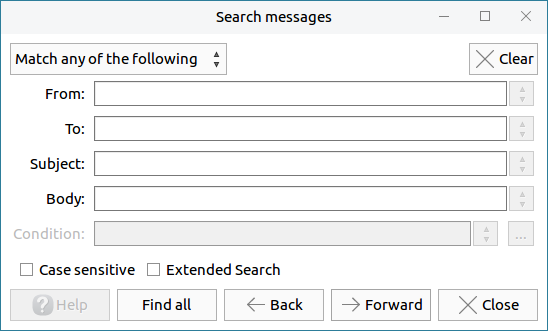 Search messages
Match any of the following
Clear
From:
To:
Subject:
Body:
Condition:
...
Case sensitive
Extended Search
Help
Find all
Back
Forward
Close